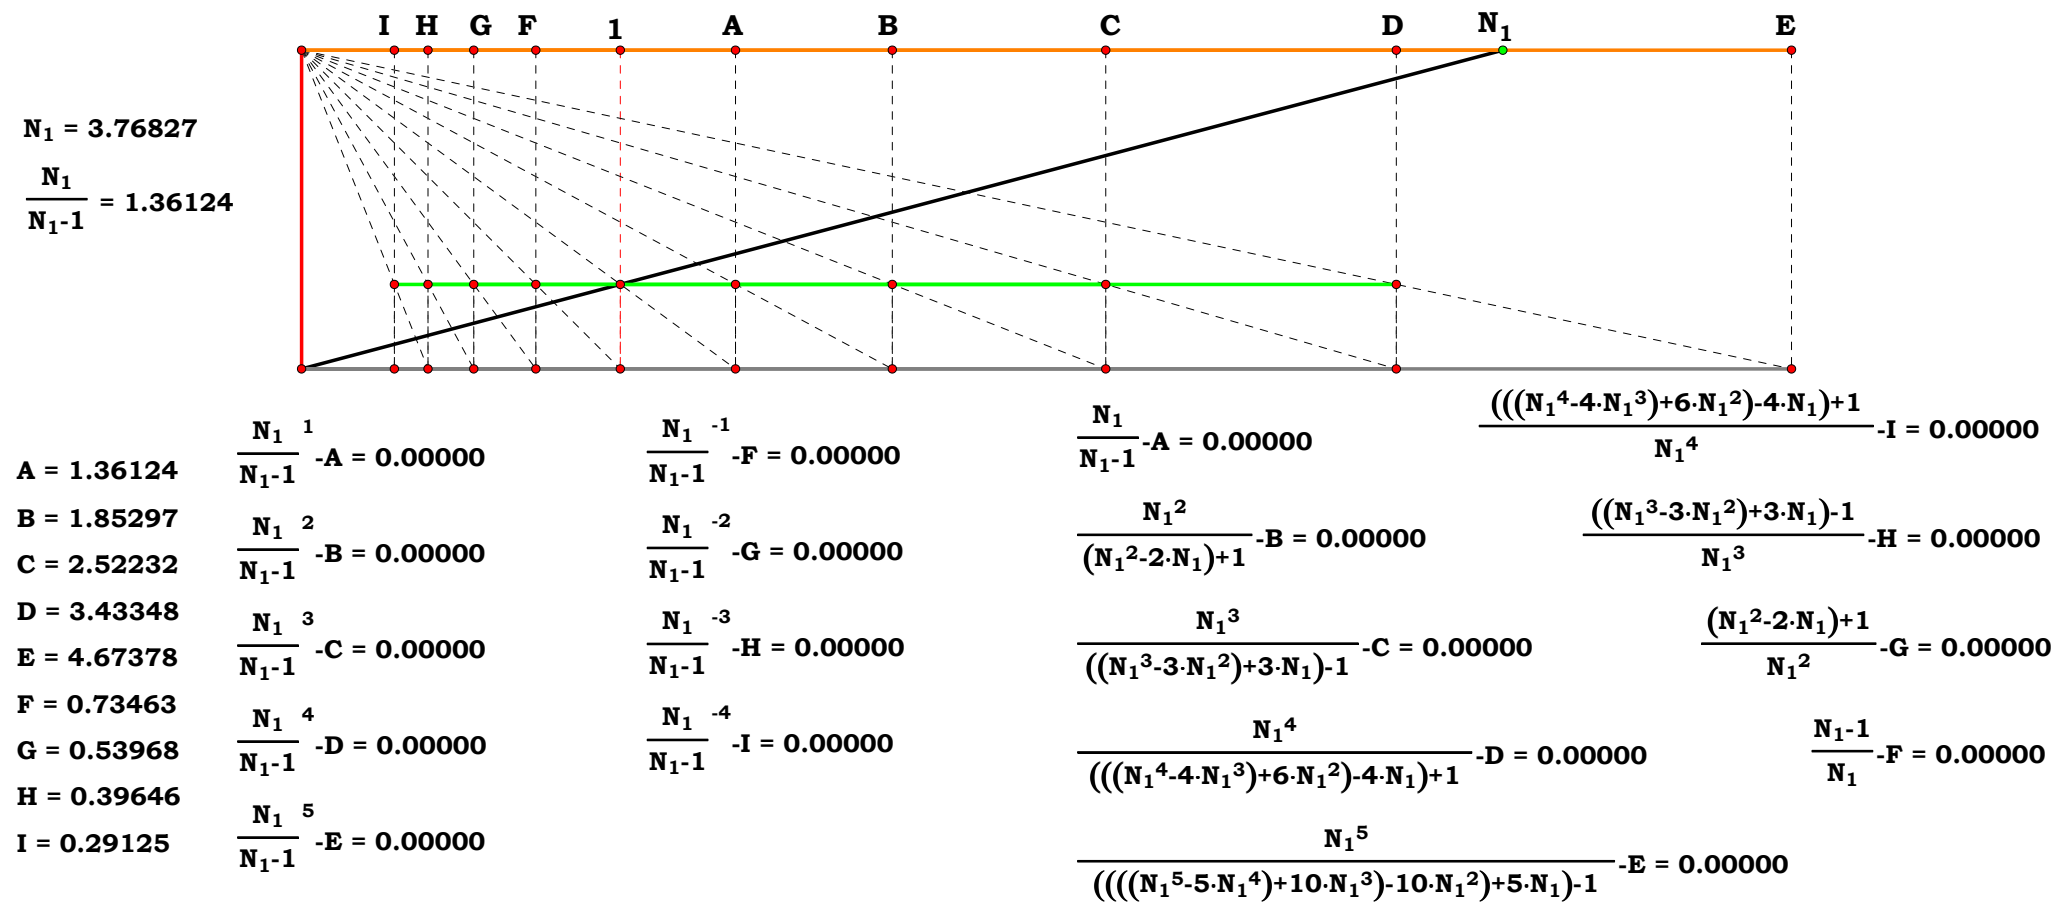 I H G F 1 A B C D N₁ E
N₁ = 3.76827
N₁/(N₁-1) = 1.36124
A = 1.36124
B = 1.85297
C = 2.52232
D = 3.43348
E = 4.67378
F = 0.73463
G = 0.53968
H = 0.39646
I = 0.29125
N₁/(N₁-1) ¹ -A = 0.00000
N₁/(N₁-1) ² -B = 0.00000
N₁/(N₁-1) ³ -C = 0.00000
N₁/(N₁-1) ⁴ -D = 0.00000
N₁/(N₁-1) ⁵ -E = 0.00000
N₁/(N₁-1) ⁻¹ -F = 0.00000
N₁/(N₁-1) ⁻² -G = 0.00000
N₁/(N₁-1) ⁻³ -H = 0.00000
N₁/(N₁-1) ⁻⁴ -I = 0.00000
N₁/(N₁-1) -A = 0.00000
N₁²/((N₁²-2·N₁)+1) -B = 0.00000
N₁³/(((N₁³-3·N₁²)+3·N₁)-1) -C = 0.00000
N₁⁴/((((N₁⁴-4·N₁³)+6·N₁²)-4·N₁)+1) -D = 0.00000
N₁⁵/(((((N₁⁵-5·N₁⁴)+10·N₁³)-10·N₁²)+5·N₁)-1) -E = 0.00000
((((N₁⁴-4·N₁³)+6·N₁²)-4·N₁)+1)/N₁⁴ -I = 0.00000
(((N₁³-3·N₁²)+3·N₁)-1)/N₁³ -H = 0.00000
((N₁²-2·N₁)+1)/N₁² -G = 0.00000
(N₁-1)/N₁ -F = 0.00000